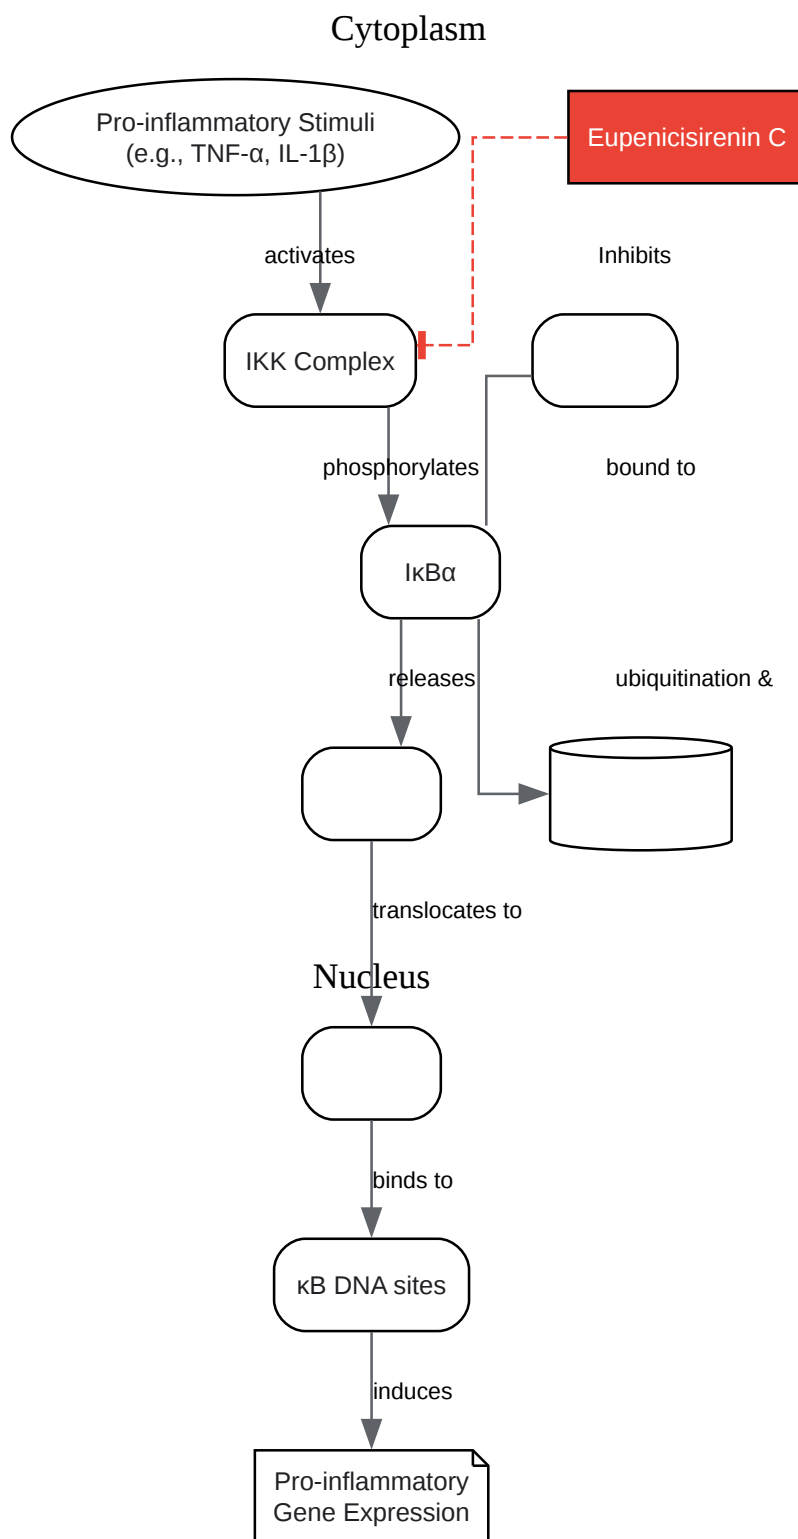 Cytoplasm
Pro-inflammatory Stimuli
(e.g., TNF-α, IL-1β)
Eupenicisirenin C
activates
Inhibits
IKK Complex
phosphorylates
bound to
IκBα
releases
ubiquitination &
translocates to
Nucleus
binds to
κB DNA sites
induces
Pro-inflammatory
Gene Expression